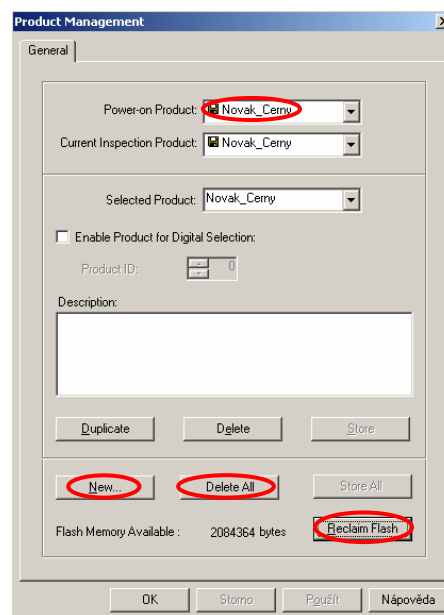 Product Management
General
Power-on Product: Novak_Cerny
Current Inspection Product: Novak_Cerny
Selected Product: Novak_Cerny
Enable Product for Digital Selection:
Product ID: 0
Description:
Duplicate Delete Store
New... Delete All Store All
Flash Memory Available : 2084364 bytes Reclaim Flash
OK Storno Použít Nápověda